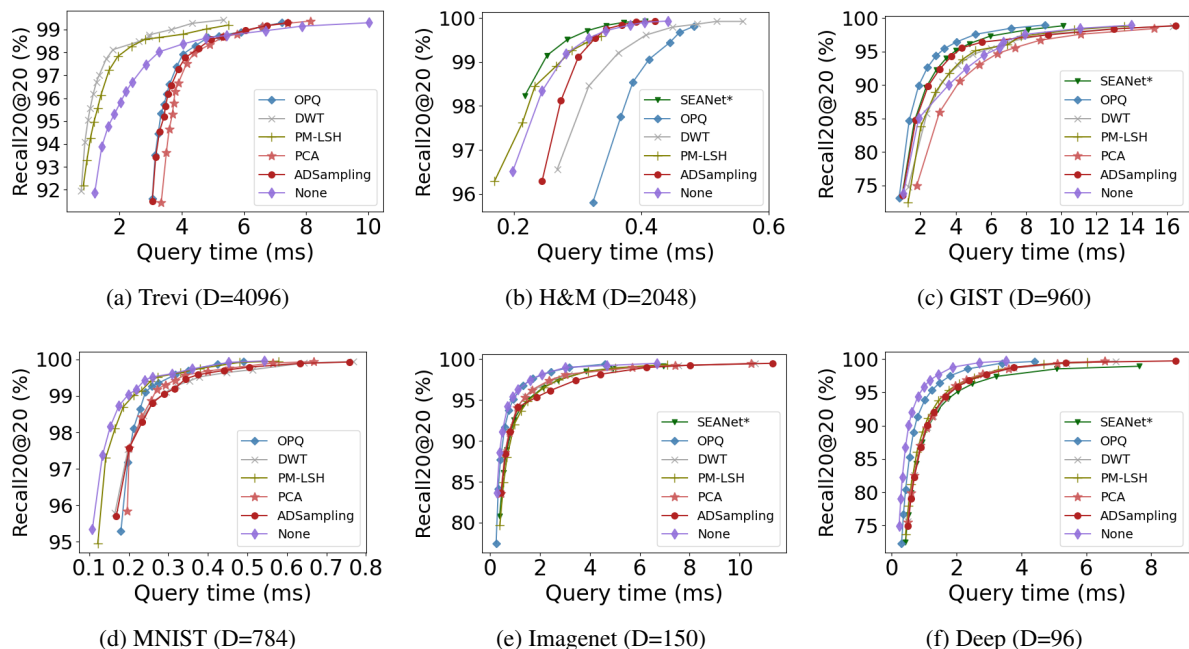 Recall20@20 (%)
99
98
97
96
95
94
93
92
2 4 6 8 10
Query time (ms)
OPQ
DWT
PM-LSH
PCA
ADSampling
None
(a) Trevi (D=4096)
Recall20@20 (%)
100
99
98
97
96
0.2 0.4 0.6
Query time (ms)
SEANet*
OPQ
DWT
PM-LSH
PCA
ADSampling
None
(b) H&M (D=2048)
Recall20@20 (%)
100
95
90
85
80
75
2 4 6 8 10 12 14 16
Query time (ms)
SEANet*
OPQ
DWT
PM-LSH
PCA
ADSampling
None
(c) GIST (D=960)
Recall20@20 (%)
100
99
98
97
96
95
0.1 0.2 0.3 0.4 0.5 0.6 0.7 0.8
Query time (ms)
OPQ
DWT
PM-LSH
PCA
ADSampling
None
(d) MNIST (D=784)
Recall20@20 (%)
100
95
90
85
80
0 2 4 6 8 10
Query time (ms)
SEANet*
OPQ
DWT
PM-LSH
PCA
ADSampling
None
(e) Imagenet (D=150)
Recall20@20 (%)
100
95
90
85
80
75
0 2 4 6 8
Query time (ms)
SEANet*
OPQ
DWT
PM-LSH
PCA
ADSampling
None
(f) Deep (D=96)